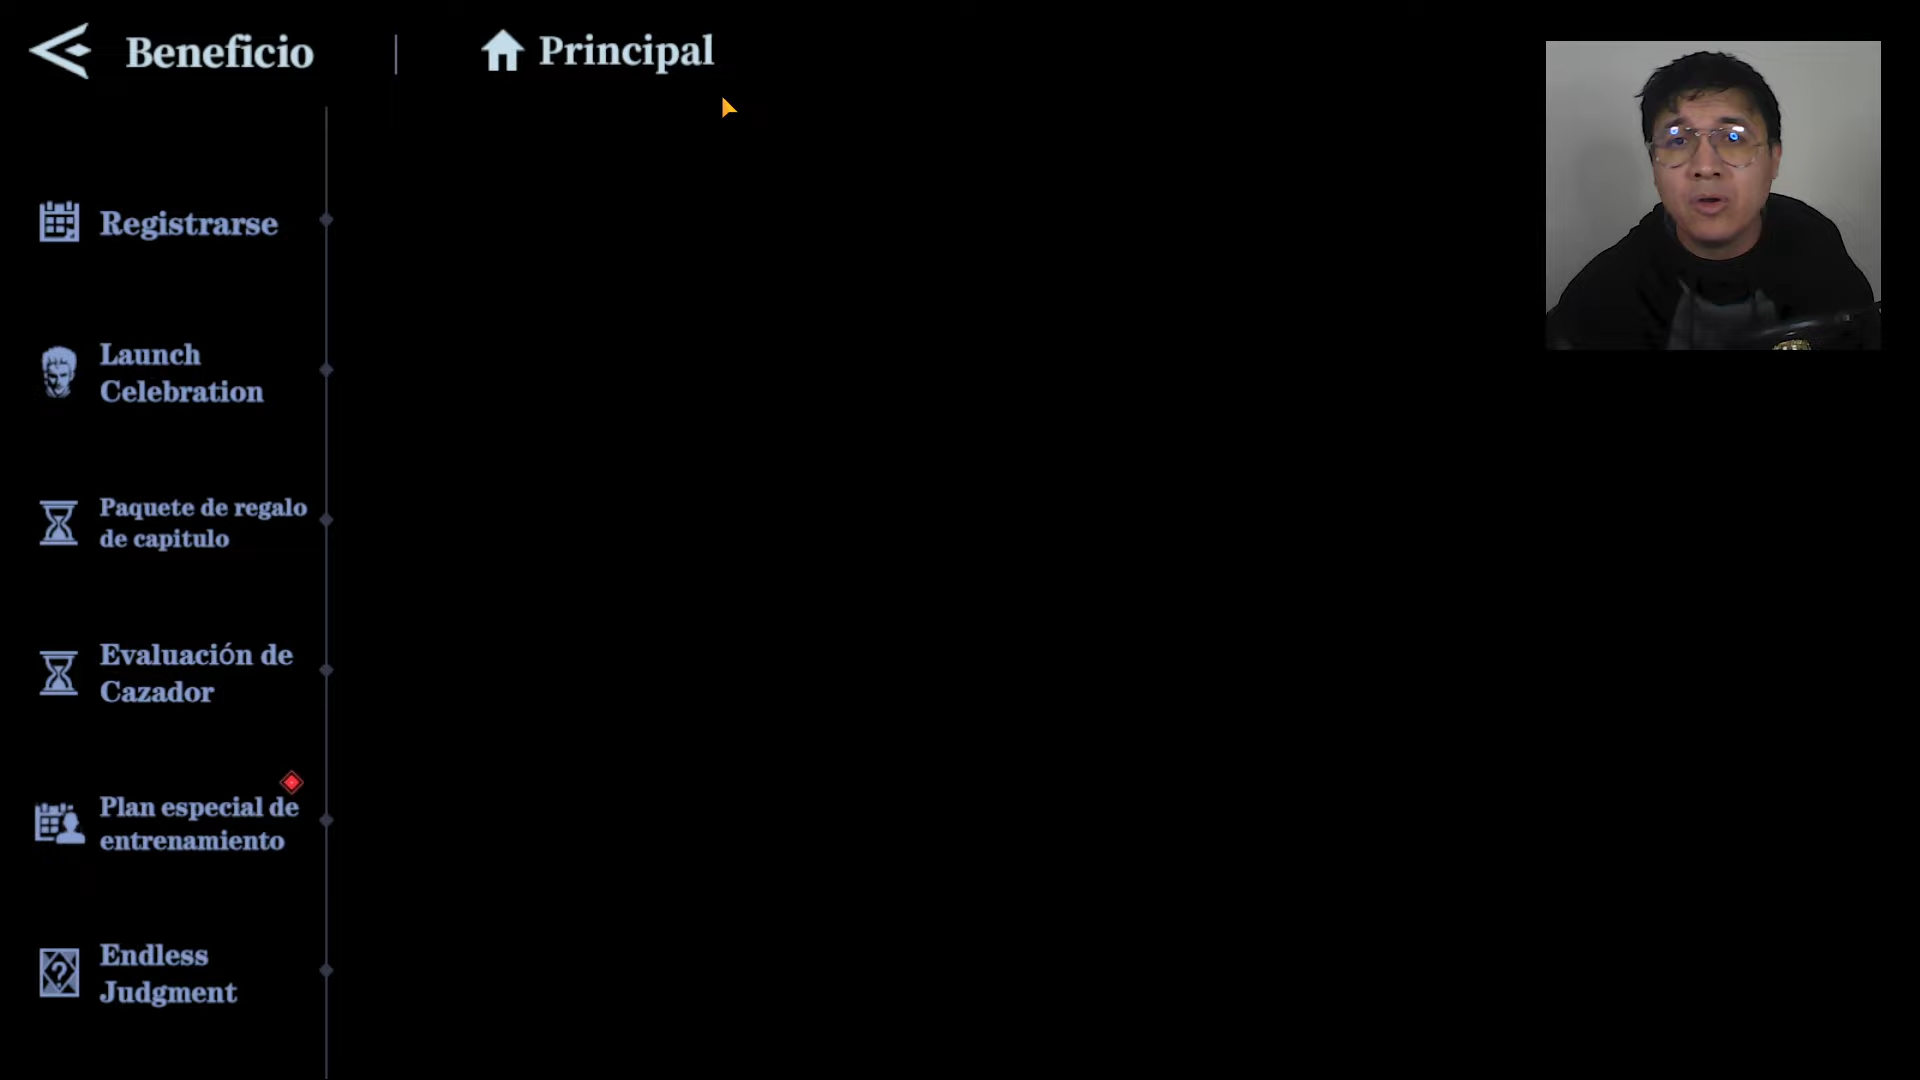 Beneficio
Principal
Registrarse
Launch
Celebration
Paquete de regalo
de capitulo
Evaluación de
Cazador
Plan especial de
entrenamiento
Endless
Judgment